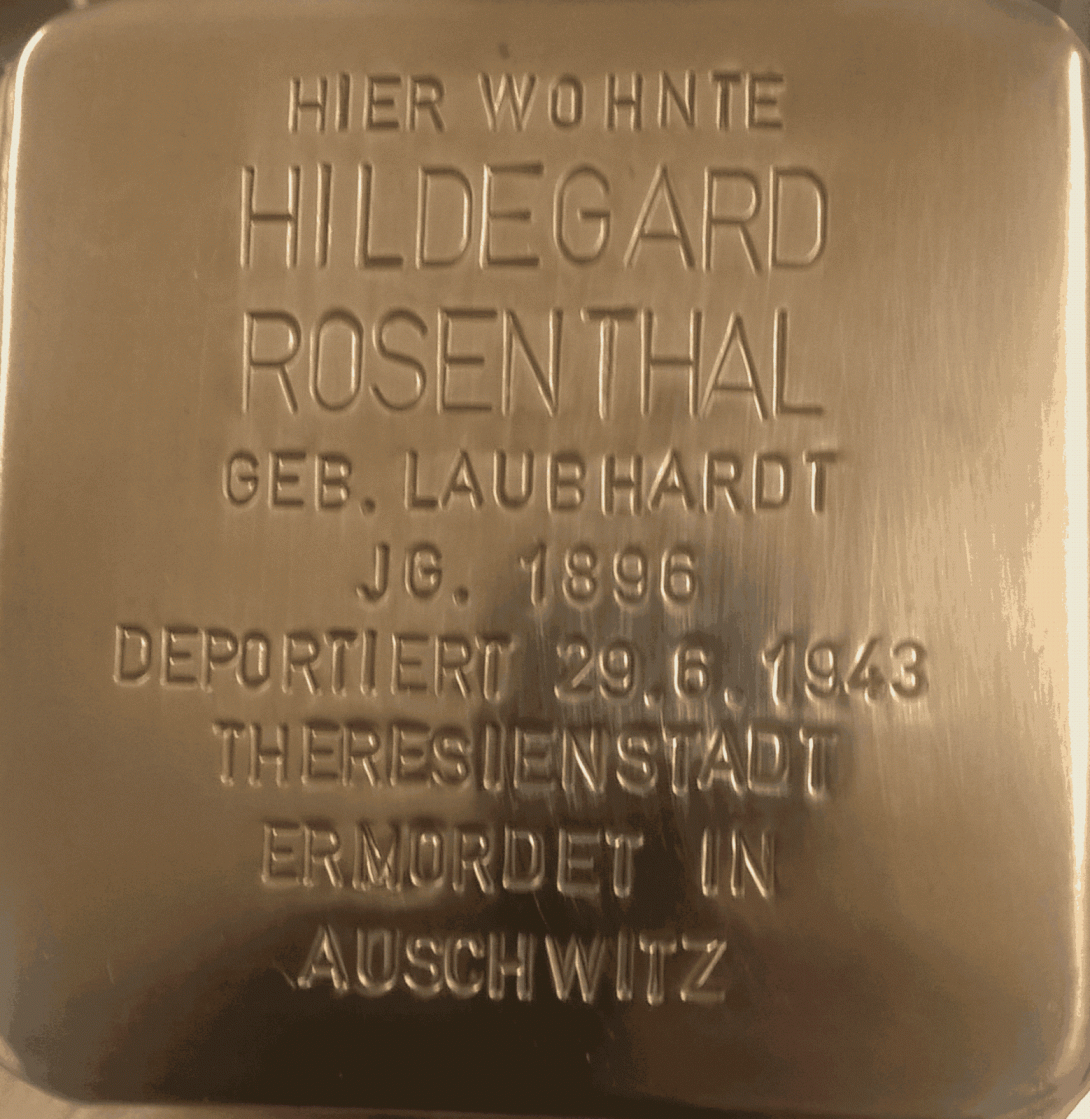 HIER WOHNTE
HILDEGARD
ROSENTHAL
GEB. LAUBHARDT
JG. 1896
DEPORTIERT 29.6.1943
THERESIENSTADT
ERMORDET IN
AUSCHWITZ